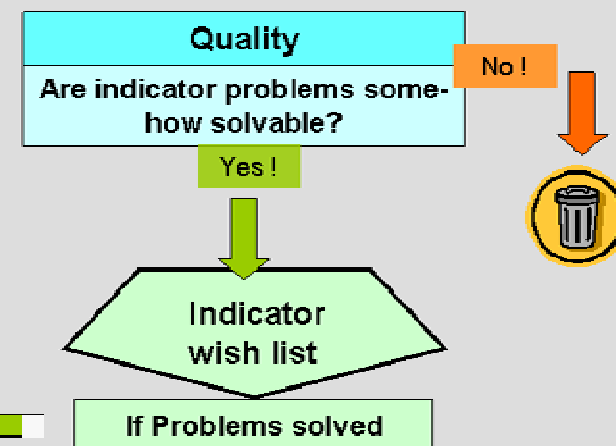 Quality
No !
Are indicator problems some-
how solvable?
Yes !
Indicator
wish list
If Problems solved